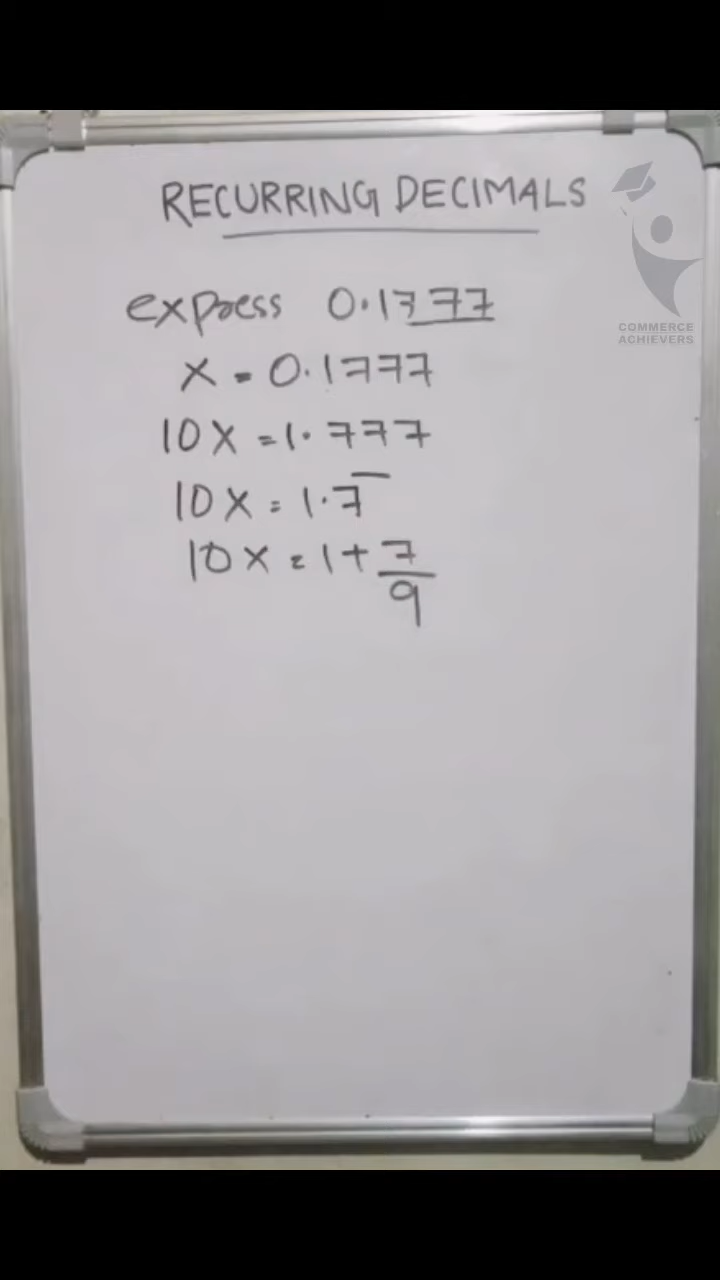 RECURRING DECIMALS
COMMERCE
ACHIEVERS
express 0.1777
x = 0.1777
10x = 1.777
10x = 1.7̅
10x = 1 + 7/9